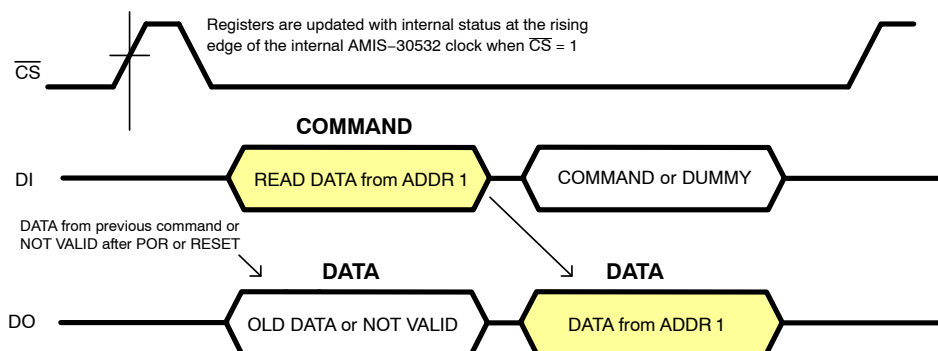 Registers are updated with internal status at the rising
edge of the internal AMIS−30532 clock when CS = 1
CS
COMMAND
DI
READ DATA from ADDR 1
COMMAND or DUMMY
DATA from previous command or
NOT VALID after POR or RESET
DATA
DATA
DO
OLD DATA or NOT VALID
DATA from ADDR 1